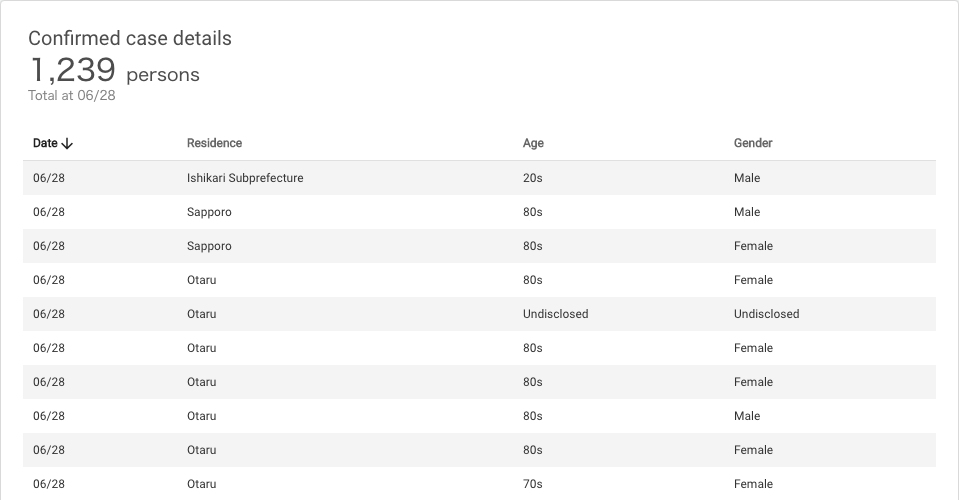 Confirmed case details
1,239 persons
Total at 06/28
Date Residence Age Gender
06/28 Ishikari Subprefecture 20s Male
06/28 Sapporo 80s Male
06/28 Sapporo 80s Female
06/28 Otaru 80s Female
06/28 Otaru Undisclosed Undisclosed
06/28 Otaru 80s Female
06/28 Otaru 80s Female
06/28 Otaru 80s Male
06/28 Otaru 80s Female
06/28 Otaru 70s Female